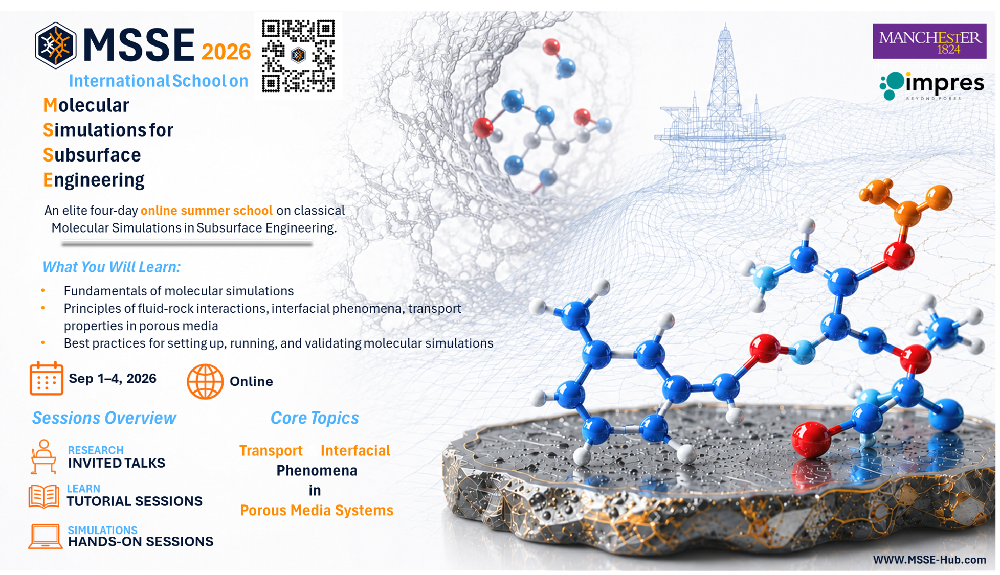 MSSE 2026
International School on
Molecular
Simulations for
Subsurface
Engineering
An elite four-day online summer school on classical
Molecular Simulations in Subsurface Engineering.
What You Will Learn:
• Fundamentals of molecular simulations
• Principles of fluid-rock interactions, interfacial phenomena, transport
properties in porous media
• Best practices for setting up, running, and validating molecular simulations
Sep 1–4, 2026
Online
Sessions Overview
RESEARCH
INVITED TALKS
LEARN
TUTORIAL SESSIONS
SIMULATIONS
HANDS-ON SESSIONS
Core Topics
Transport Interfacial
Phenomena
in
Porous Media Systems
MANCHEstER
1824
The University of Manchester
impres
BEYOND PORES
WWW.MSSE-Hub.com